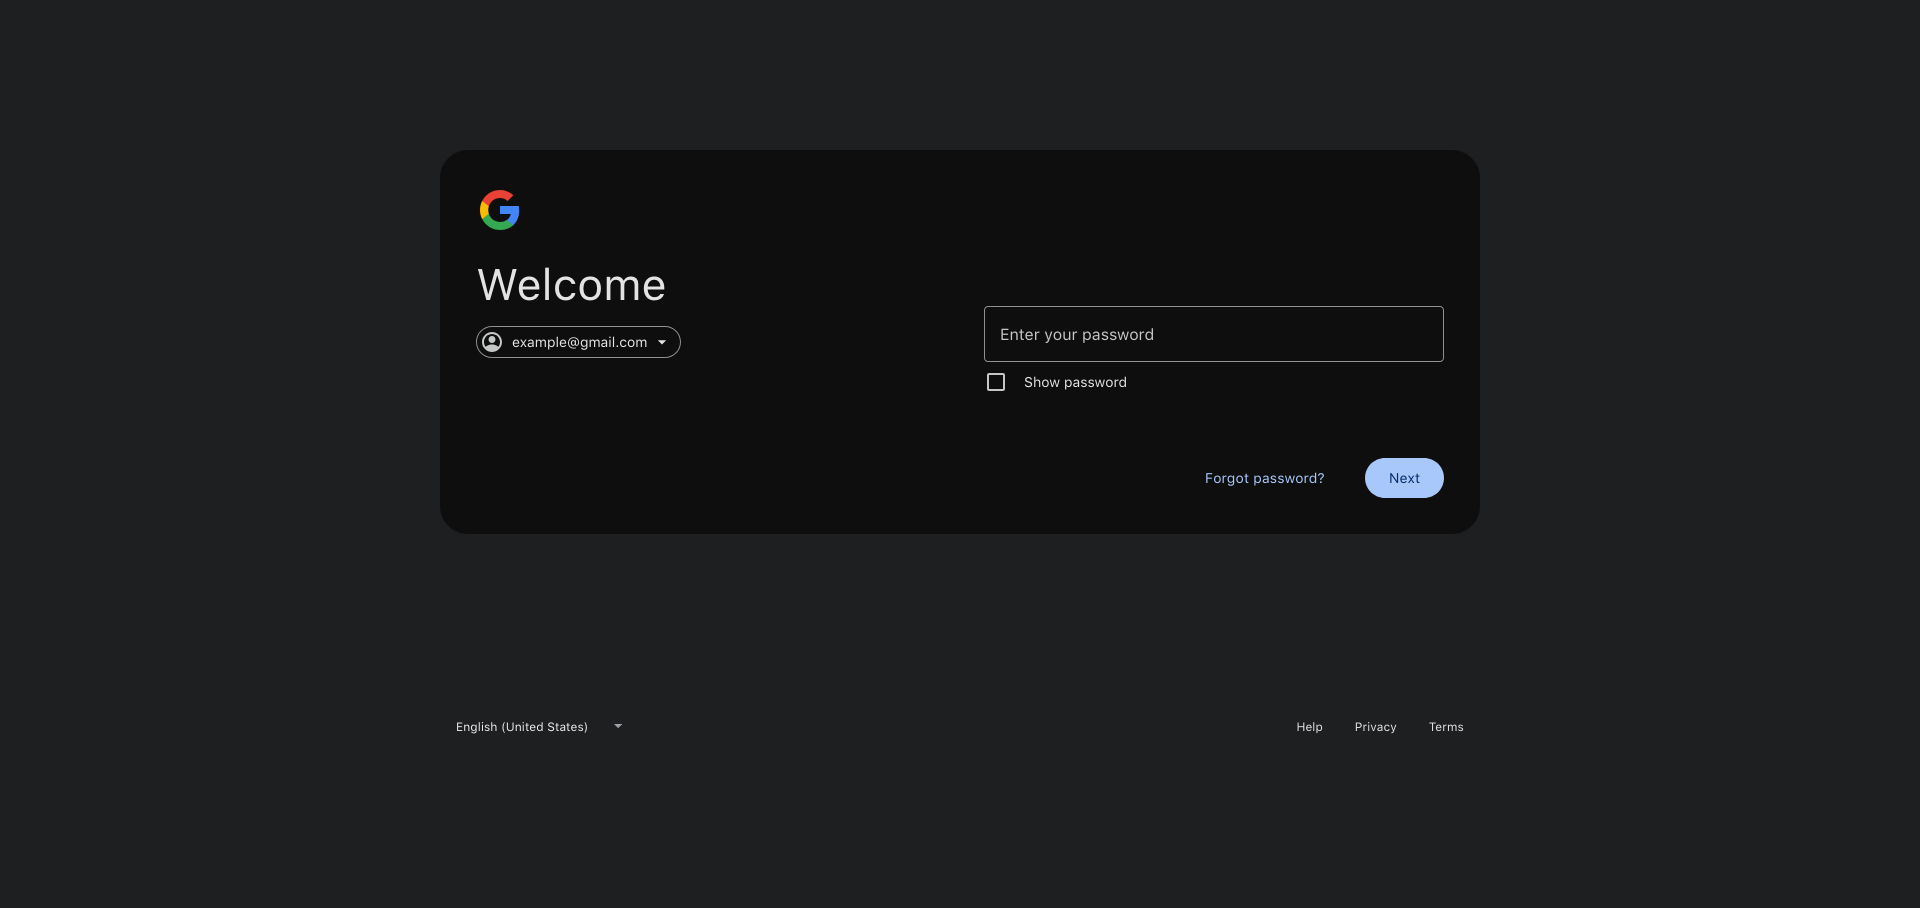 Welcome
example@gmail.com
Enter your password
Show password
Forgot password?
Next
English (United States)
Help
Privacy
Terms